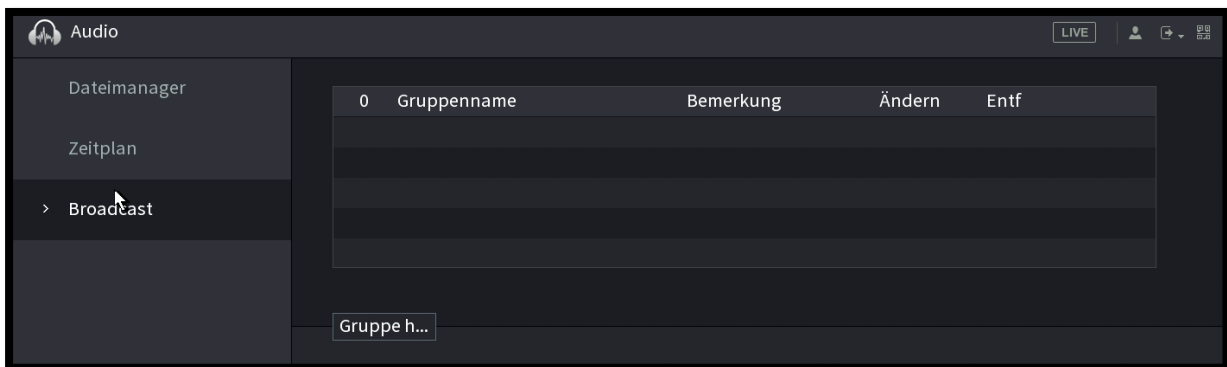 Audio
LIVE
Dateimanager
Zeitplan
Broadcast
0 Gruppenname Bemerkung Ändern Entf
Gruppe h...